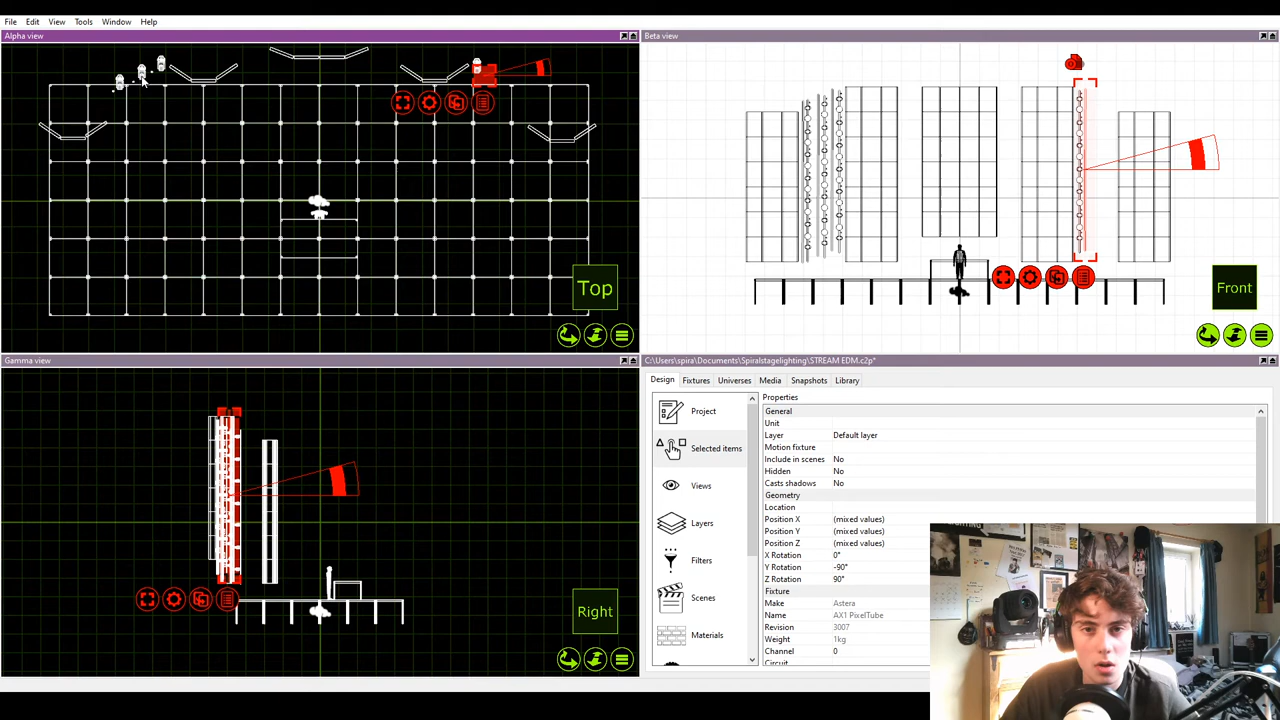 File Edit View Tools Window Help
Alpha view
Beta view
Top
Front
Gamma view
Right
C:\Users\spira\Documents\Spiralstagelighting\STREAM EDM.c2p*
Design Fixtures Universes Media Snapshots Library
Project
Selected items
Views
Layers
Filters
Scenes
Materials
Properties
General
Unit
Layer Default layer
Motion fixture
Include in scenes No
Hidden No
Casts shadows No
Geometry
Location
Position X (mixed values)
Position Y (mixed values)
Position Z (mixed values)
X Rotation 0°
Y Rotation -90°
Z Rotation 90°
Fixture
Make Astera
Name AX1 PixelTube
Revision 3007
Weight 1kg
Channel 0
Circuit